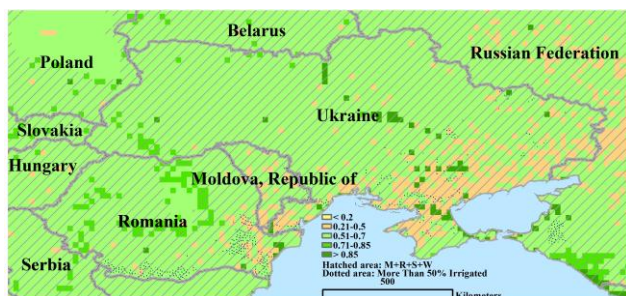 Belarus
Russian Federation
Poland
Ukraine
Slovakia
Hungary
Moldova, Republic of
Romania
Serbia
< 0.2
0.21-0.5
0.51-0.7
0.71-0.85
> 0.85
Hatched area: M+R+S+W
Dotted area: More Than 50% Irrigated
500
Kilometers